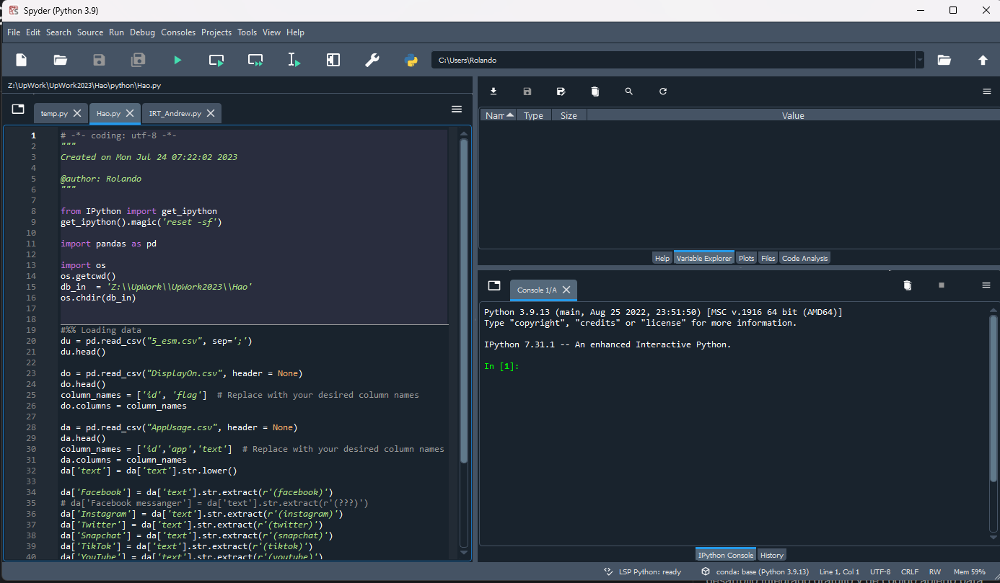 Spyder (Python 3.9)
File Edit Search Source Run Debug Consoles Projects Tools View Help
C:\Users\Rolando
Z:\UpWork\UpWork2023\Hao\python\Hao.py
temp.py Hao.py IRT_Andrew.py
1 # -*- coding: utf-8 -*-
2 """
3 Created on Mon Jul 24 07:22:02 2023
4
5 @author: Rolando
6 """
7
8 from IPython import get_ipython
9 get_ipython().magic('reset -sf')
10
11 import pandas as pd
12
13 import os
14 os.getcwd()
15 db_in  = 'Z:\\UpWork\\UpWork2023\\Hao'
16 os.chdir(db_in)
17
18
19 #%% Loading data
20 du = pd.read_csv("5_esm.csv", sep=';')
21 du.head()
22
23 do = pd.read_csv("DisplayOn.csv", header = None)
24 do.head()
25 column_names = ['id', 'flag']  # Replace with your desired column names
26 do.columns = column_names
27
28 da = pd.read_csv("AppUsage.csv", header = None)
29 da.head()
30 column_names = ['id','app','text']  # Replace with your desired column names
31 da.columns = column_names
32 da['text'] = da['text'].str.lower()
33
34 da['Facebook'] = da['text'].str.extract(r'(facebook)')
35 # da['Facebook messanger'] = da['text'].str.extract(r'(???)')
36 da['Instagram'] = da['text'].str.extract(r'(instagram)')
37 da['Twitter'] = da['text'].str.extract(r'(twitter)')
38 da['Snapchat'] = da['text'].str.extract(r'(snapchat)')
39 da['TikTok'] = da['text'].str.extract(r'(tiktok)')
40 da['YouTube'] = da['text'].str.extract(r'(youtube)')
Nam Type Size Value
Help Variable Explorer Plots Files Code Analysis
Console 1/A
Python 3.9.13 (main, Aug 25 2022, 23:51:50) [MSC v.1916 64 bit (AMD64)]
Type "copyright", "credits" or "license" for more information.
IPython 7.31.1 -- An enhanced Interactive Python.
In [1]:
IPython Console History
LSP Python: ready conda: base (Python 3.9.13) Line 1, Col 1 UTF-8 CRLF RW Mem 59%